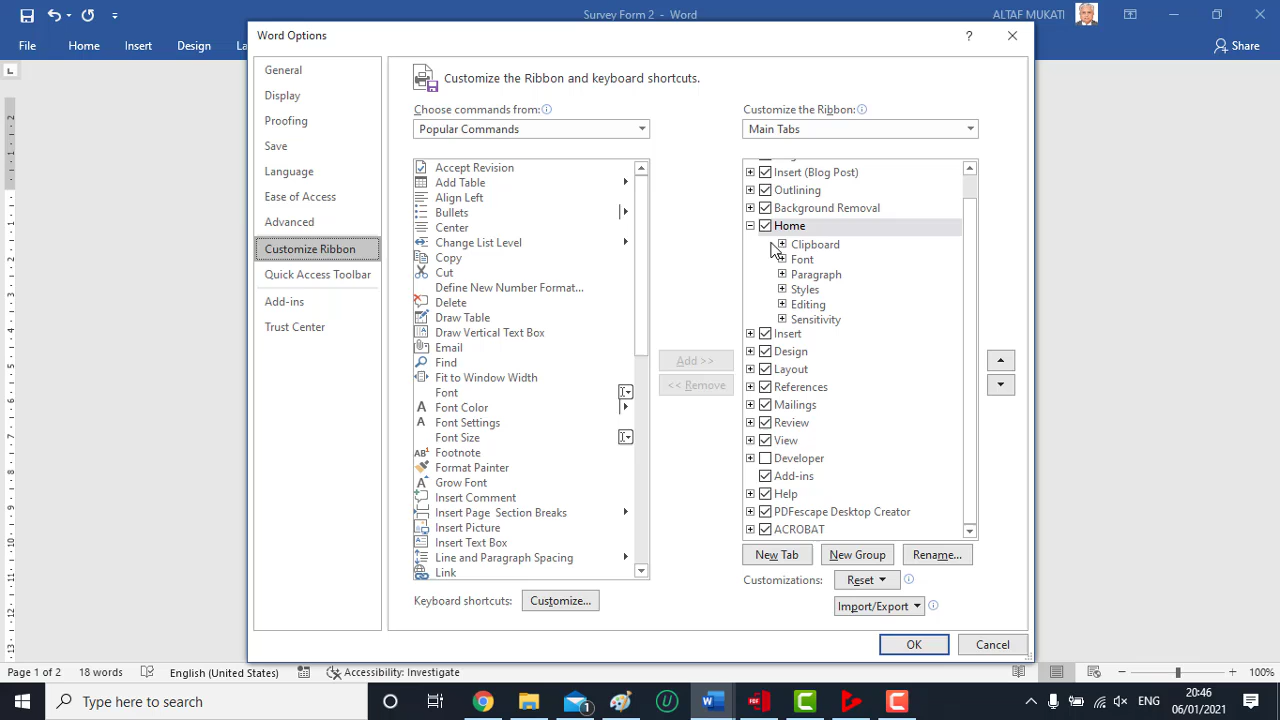 Survey Form 2 - Word
ALTAF MUKATI
File
Home
Insert
Design
La
Share
Word Options
?
General
Display
Proofing
Save
Language
Ease of Access
Advanced
Customize Ribbon
Quick Access Toolbar
Add-ins
Trust Center
Customize the Ribbon and keyboard shortcuts.
Choose commands from:
Popular Commands
Accept Revision
Add Table
Align Left
Bullets
Center
Change List Level
Copy
Cut
Define New Number Format...
Delete
Draw Table
Draw Vertical Text Box
Email
Find
Fit to Window Width
Font
Font Color
Font Settings
Font Size
Footnote
Format Painter
Grow Font
Insert Comment
Insert Page  Section Breaks
Insert Picture
Insert Text Box
Line and Paragraph Spacing
Link
Keyboard shortcuts:
Customize...
Add >>
<< Remove
Customize the Ribbon:
Main Tabs
Insert (Blog Post)
Outlining
Background Removal
Home
Clipboard
Font
Paragraph
Styles
Editing
Sensitivity
Insert
Design
Layout
References
Mailings
Review
View
Developer
Add-ins
Help
PDFescape Desktop Creator
ACROBAT
New Tab
New Group
Rename...
Customizations:
Reset
Import/Export
OK
Cancel
Page 1 of 2
18 words
English (United States)
Accessibility: Investigate
100%
Type here to search
ENG
20:46
06/01/2021